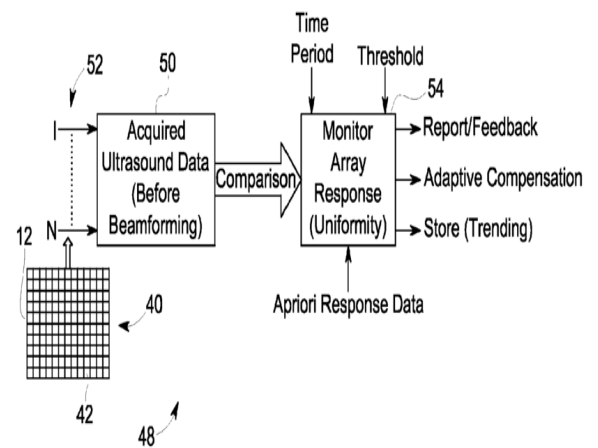 Time
Period
Threshold
52
50
54
I
Acquired
Ultrasound Data
(Before
Beamforming)
Comparison
Monitor
Array
Response
(Uniformity)
Report/Feedback
Adaptive Compensation
Store (Trending)
N
12
Apriori Response Data
40
42
48